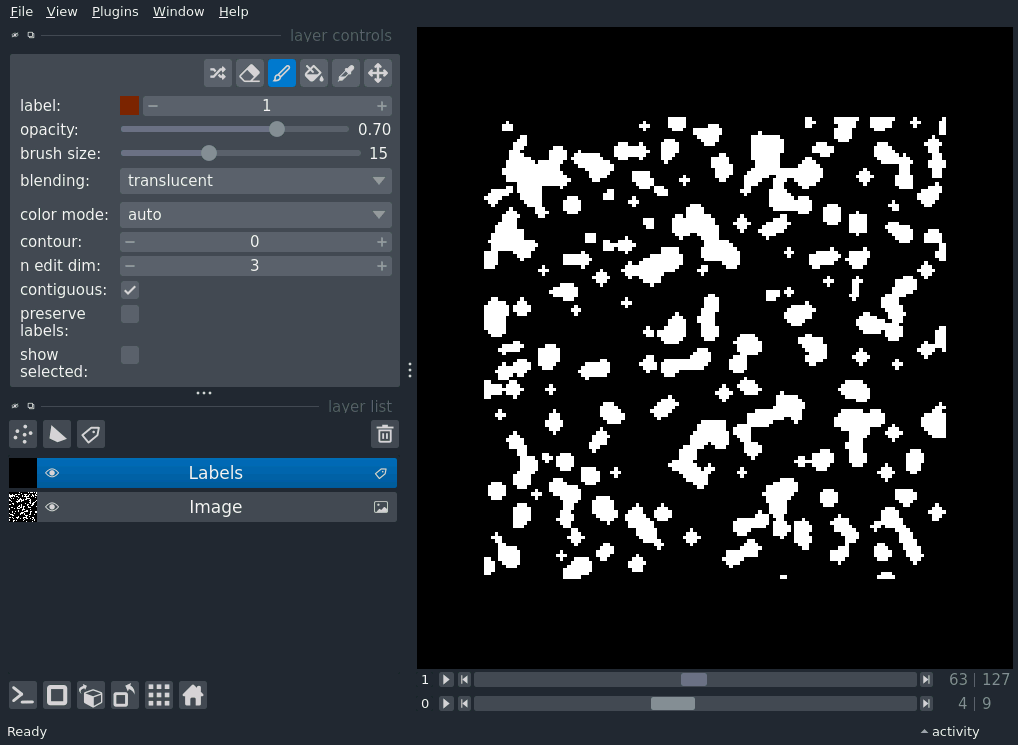 File View Plugins Window Help
layer controls
label: 1
opacity: 0.70
brush size: 15
blending: translucent
color mode: auto
contour: 0
n edit dim: 3
contiguous:
preserve
labels:
show
selected:
layer list
Labels
Image
1 63 | 127
0 4 | 9
Ready activity